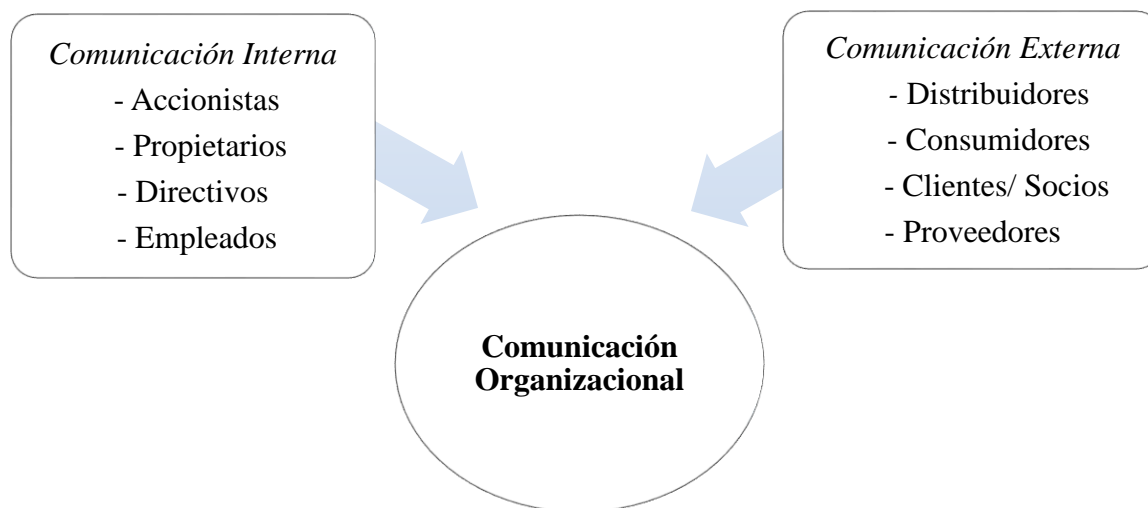 Comunicación Interna
- Accionistas
- Propietarios
- Directivos
- Empleados
Comunicación Externa
- Distribuidores
- Consumidores
- Clientes/ Socios
- Proveedores
Comunicación
Organizacional